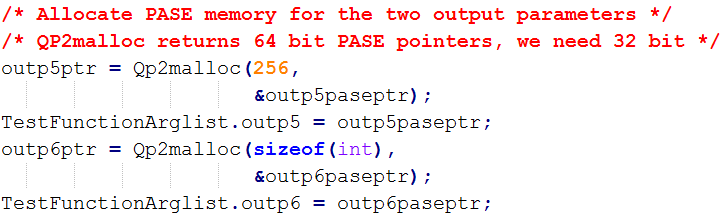 /* Allocate PASE memory for the two output parameters */
/* QP2malloc returns 64 bit PASE pointers, we need 32 bit */
outp5ptr = Qp2malloc(256,
                     &outp5paseptr);
TestFunctionArglist.outp5 = outp5paseptr;
outp6ptr = Qp2malloc(sizeof(int),
                     &outp6paseptr);
TestFunctionArglist.outp6 = outp6paseptr;